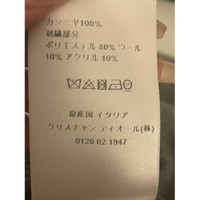 カシミヤ100%
刺繍部分)
ポリエステル 80% ウール
10% アクリル 10%
原産国 イタリア
クリスチャン ディオール(株)
0120 02 1947